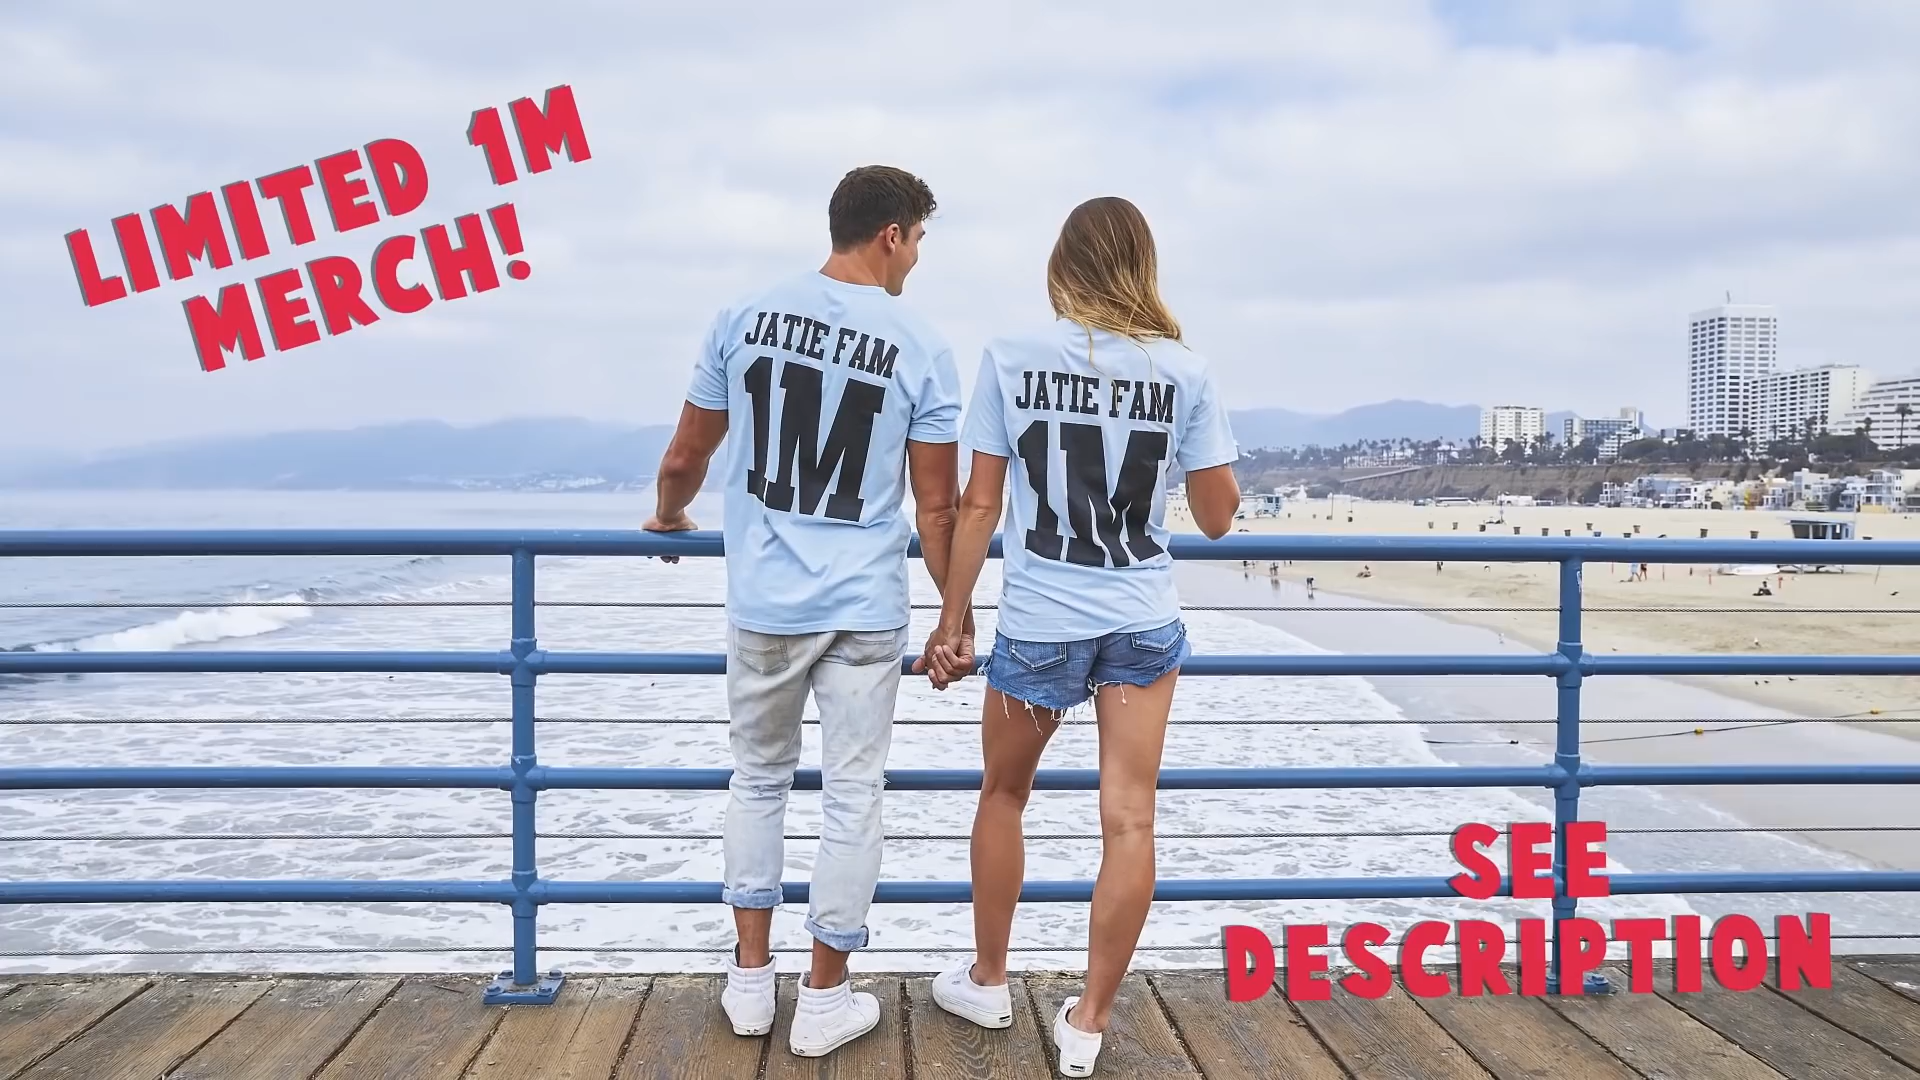 LIMITED 1M
MERCH!
JATIE FAM
1M
JATIE FAM
1M
SEE
DESCRIPTION